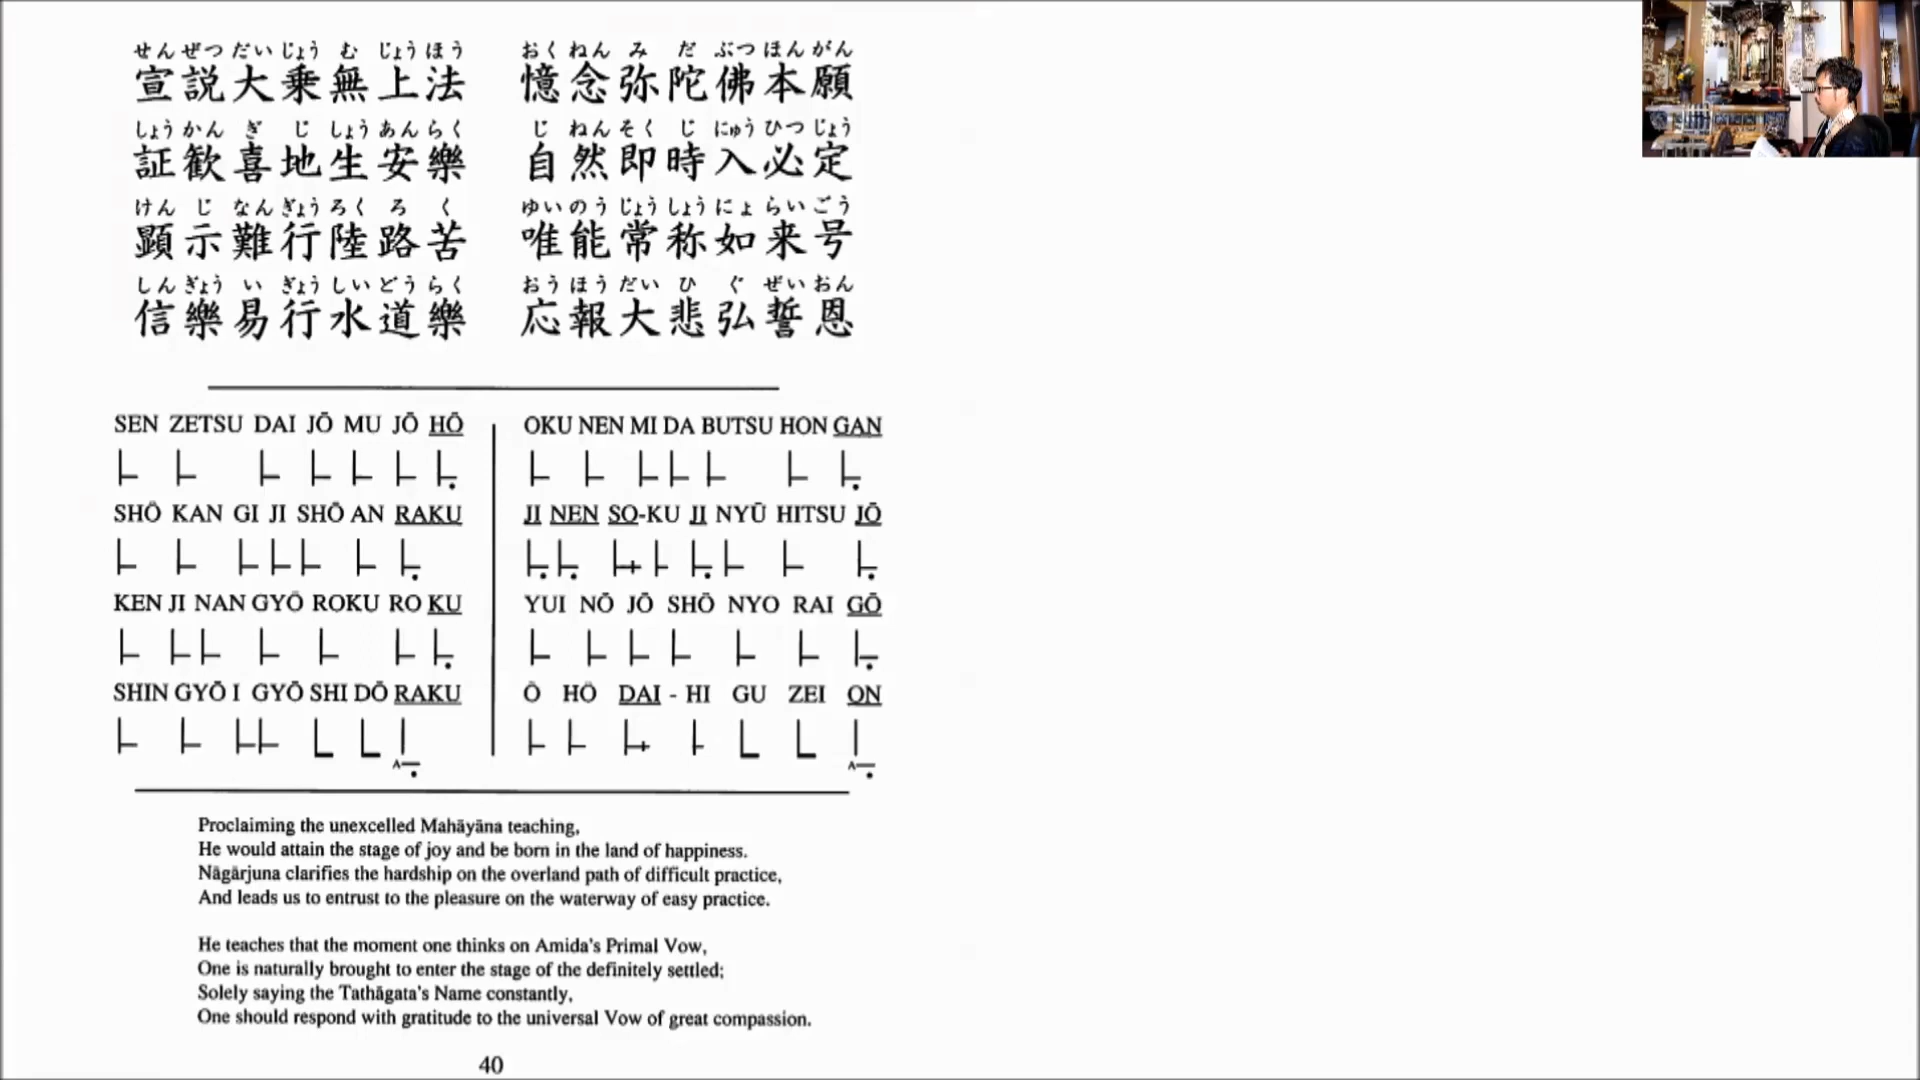 せんぜつだいじょうむじょうほう
宣説大乗無上法
しょうかんぎじしょうあんらく
証歓喜地生安樂
けんじなんぎょうろくろく
顕示難行陸路苦
しんぎょういぎょうしいどうらく
信樂易行水道樂
おくねんみだぶつほんがん
憶念弥陀佛本願
じねんそくじにゅうひつじょう
自然即時入必定
ゆいのうじょうしょうにょらいごう
唯能常称如来号
おうほうだいひぐぜいおん
応報大悲弘誓恩
SEN ZETSU DAI JŌ MU JŌ HŌ
SHŌ KAN GI JI SHŌ AN RAKU
KEN JI NAN GYŌ ROKU RO KU
SHIN GYŌ I GYŌ SHI DŌ RAKU
A
OKU NEN MI DA BUTSU HON GAN
JI NEN SO-KU JI NYŪ HITSU JŌ
YUI NŌ JŌ SHŌ NYO RAI GŌ
Ō HŌ DAI - HI GU ZEI ON
A
Proclaiming the unexcelled Mahāyāna teaching,
He would attain the stage of joy and be born in the land of happiness.
Nāgārjuna clarifies the hardship on the overland path of difficult practice,
And leads us to entrust to the pleasure on the waterway of easy practice.
He teaches that the moment one thinks on Amida's Primal Vow,
One is naturally brought to enter the stage of the definitely settled;
Solely saying the Tathāgata's Name constantly,
One should respond with gratitude to the universal Vow of great compassion.
40